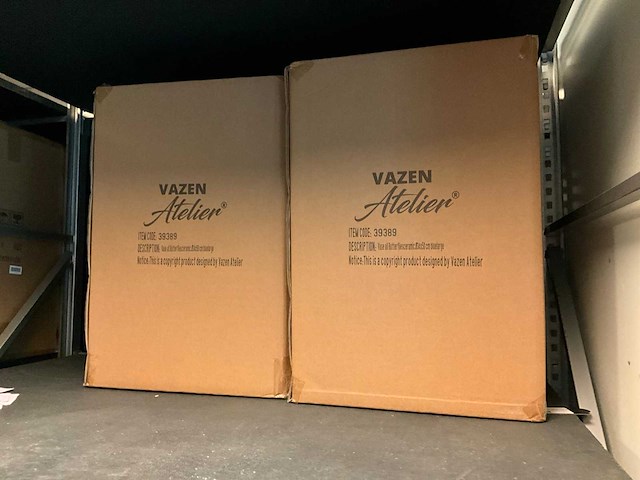 VAZEN
Atelier®
ITEM CODE: 39389
DESCRIPTION:
Notice:This is a copyright product designed by Vazen Atelier
VAZEN
Atelier®
ITEM CODE: 39389
DESCRIPTION:
Notice:This is a copyright product designed by Vazen Atelier